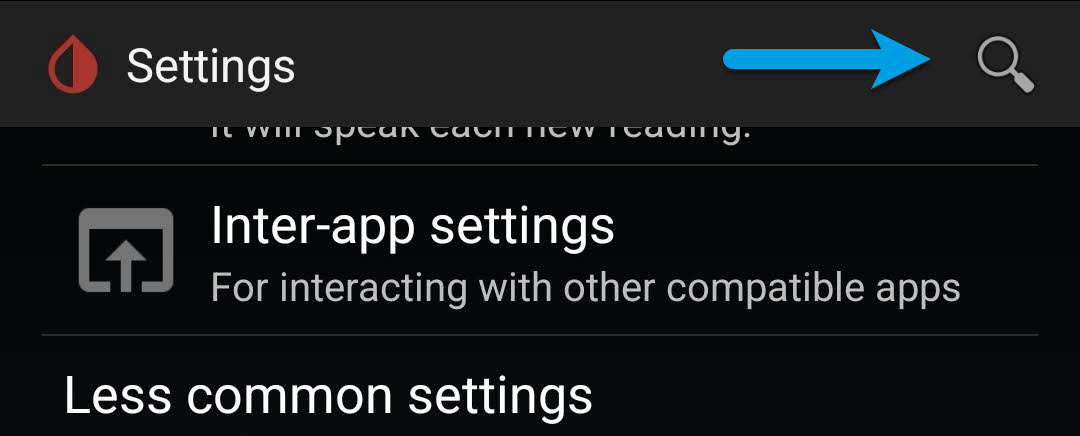 Settings
It will speak each new reading.
Inter-app settings
For interacting with other compatible apps
Less common settings